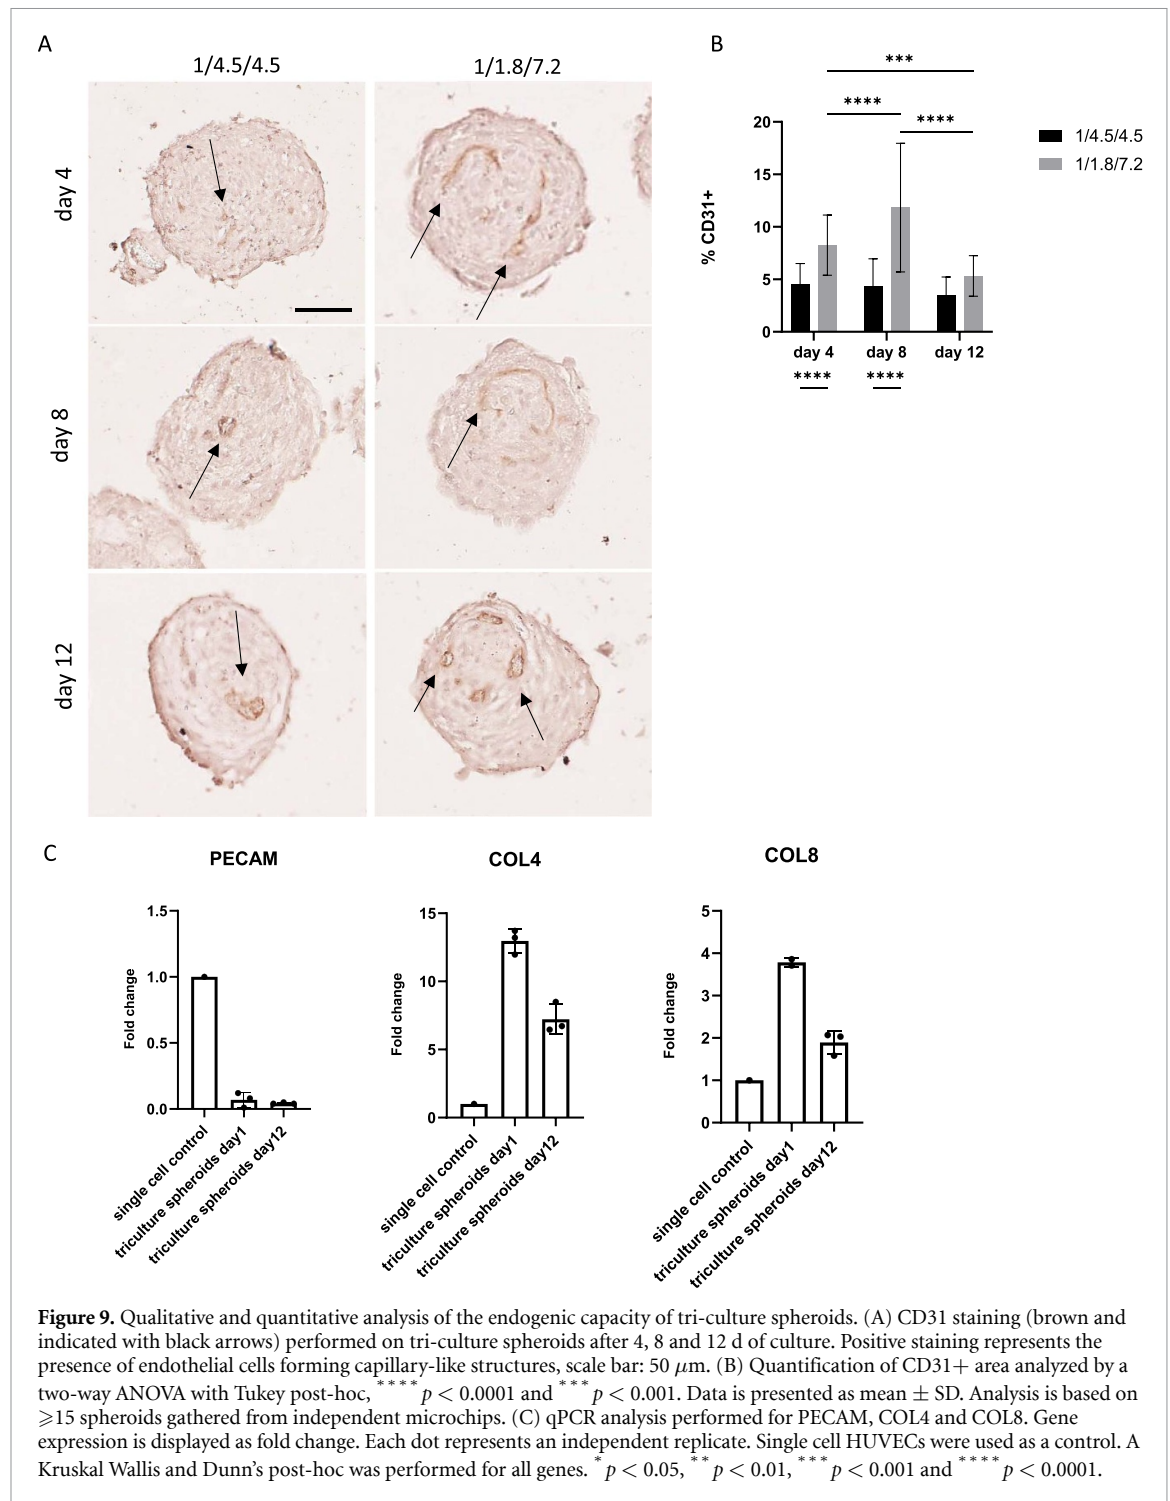 A
1/4.5/4.5
1/1.8/7.2
day 4
day 8
day 12
B
***
****
****
20
15
10
5
0
% CD31+
day 4
day 8
day 12
****
****
1/4.5/4.5
1/1.8/7.2
C
PECAM
1.5
1.0
0.5
0.0
Fold change
single cell control
triculture spheroids day1
triculture spheroids day12
COL4
15
10
5
0
Fold change
single cell control
triculture spheroids day1
triculture spheroids day12
COL8
5
4
3
2
1
0
Fold change
single cell control
triculture spheroids day1
triculture spheroids day12
Figure 9. Qualitative and quantitative analysis of the endogenic capacity of tri-culture spheroids. (A) CD31 staining (brown and
indicated with black arrows) performed on tri-culture spheroids after 4, 8 and 12 d of culture. Positive staining represents the
presence of endothelial cells forming capillary-like structures, scale bar: 50 μm. (B) Quantification of CD31+ area analyzed by a
two-way ANOVA with Tukey post-hoc, ****p < 0.0001 and ***p < 0.001. Data is presented as mean ± SD. Analysis is based on
⩾15 spheroids gathered from independent microchips. (C) qPCR analysis performed for PECAM, COL4 and COL8. Gene
expression is displayed as fold change. Each dot represents an independent replicate. Single cell HUVECs were used as a control. A
Kruskal Wallis and Dunn's post-hoc was performed for all genes. *p < 0.05, **p < 0.01, ***p < 0.001 and ****p < 0.0001.